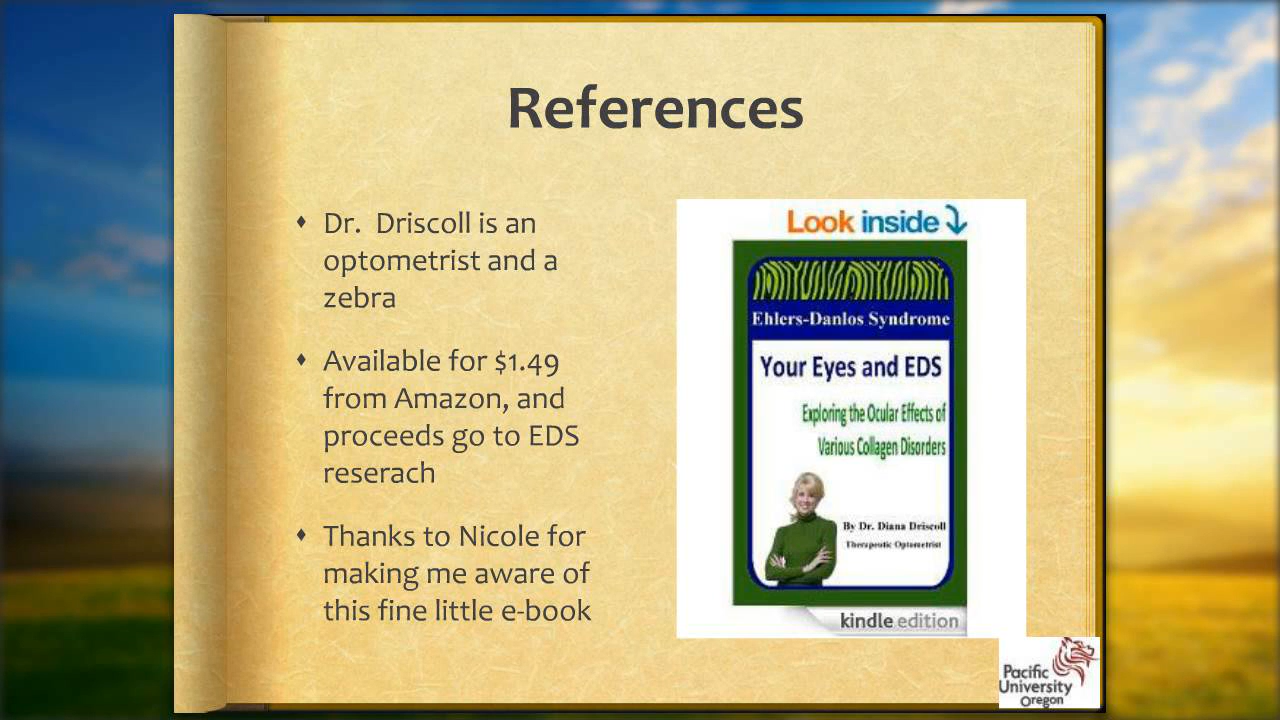 References
Dr. Driscoll is an
optometrist and a
zebra
Available for $1.49
from Amazon, and
proceeds go to EDS
reserach
Thanks to Nicole for
making me aware of
this fine little e-book
Look inside
Ehlers-Danlos Syndrome
Your Eyes and EDS
Exploring the Ocular Effects of
Various Collagen Disorders
By Dr. Diana Driscoll
Therapeutic Optometrist
kindle edition
Pacific
University
Oregon